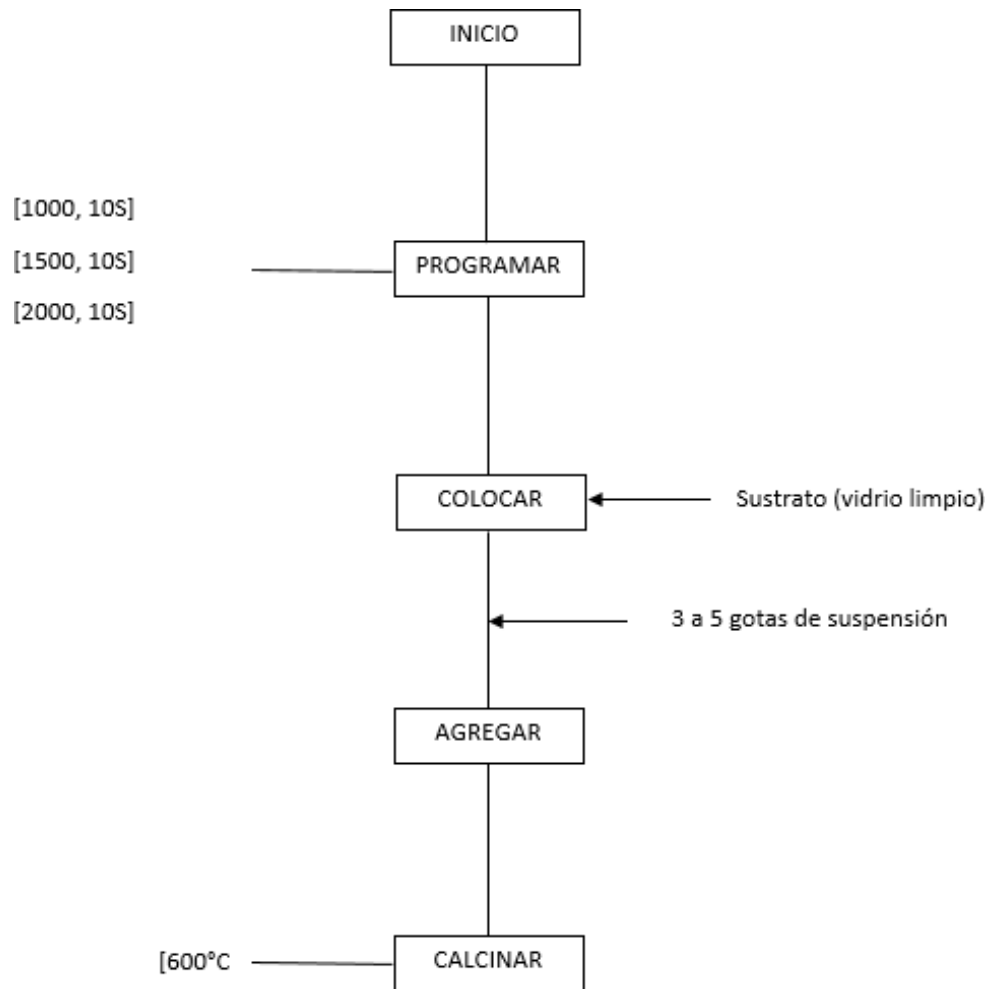 INICIO
[1000, 10S]
[1500, 10S]
PROGRAMAR
[2000, 10S]
COLOCAR
Sustrato (vidrio limpio)
3 a 5 gotas de suspensión
AGREGAR
[600°C
CALCINAR